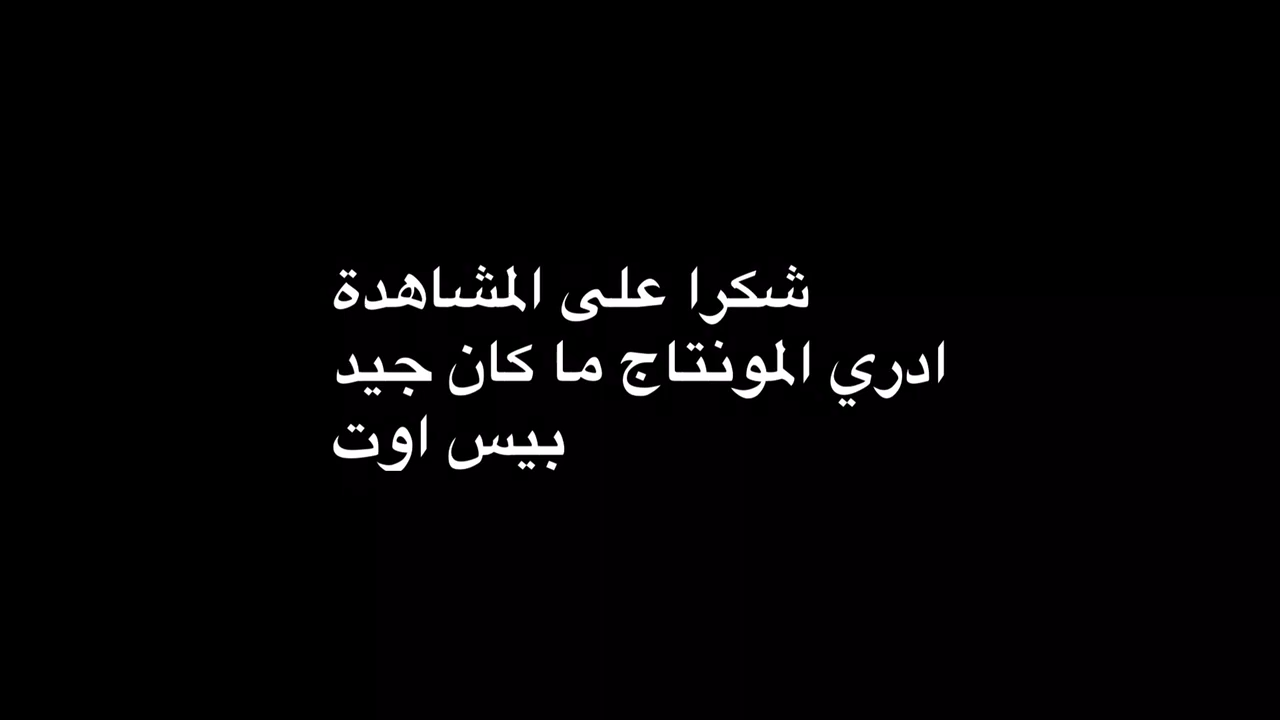 شكرا على المشاهدة
ادري المونتاج ما كان جيد
بيس اوت